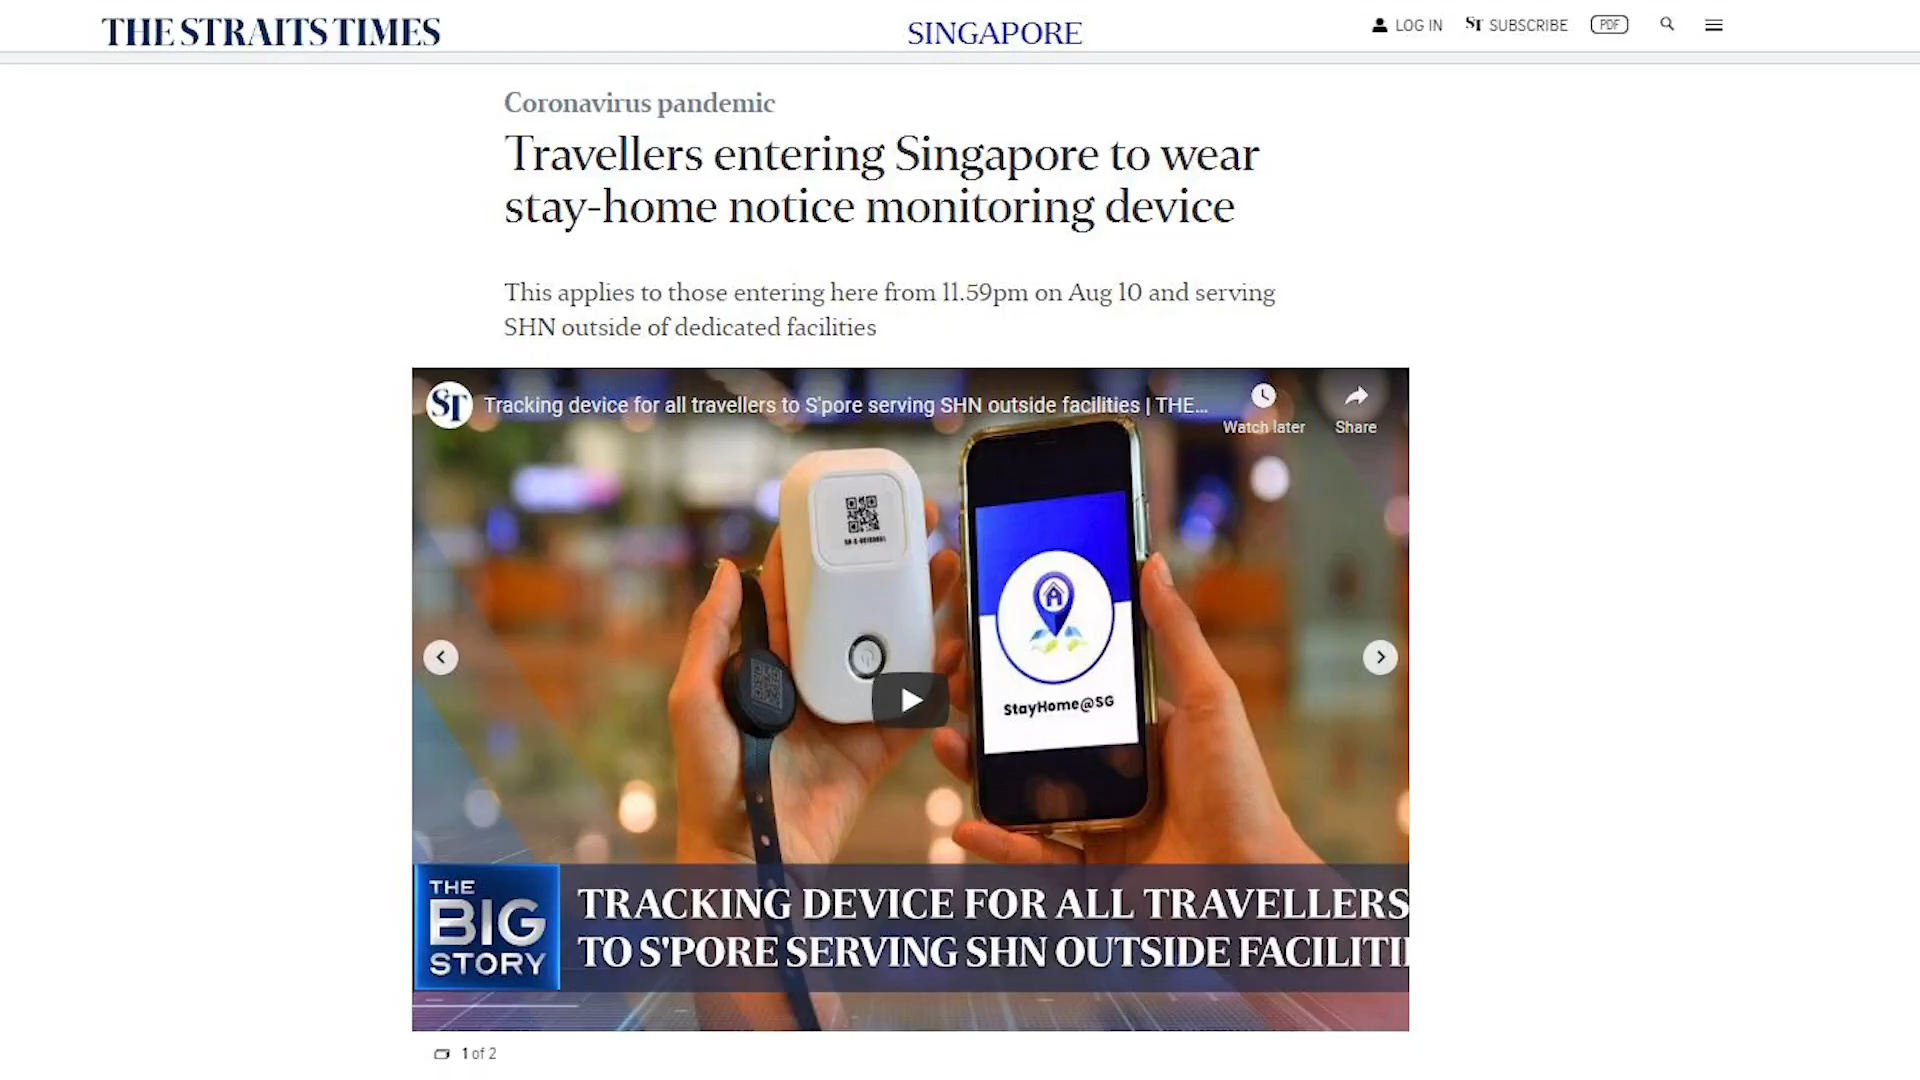 THE STRAITS TIMES
SINGAPORE
LOG IN
ST SUBSCRIBE
PDF
Coronavirus pandemic
Travellers entering Singapore to wear
stay-home notice monitoring device
This applies to those entering here from 11.59pm on Aug 10 and serving
SHN outside of dedicated facilities
ST
Tracking device for all travellers to S'pore serving SHN outside facilities | THE...
Watch later
Share
StayHome@SG
THE
BIG
STORY
TRACKING DEVICE FOR ALL TRAVELLERS
TO S'PORE SERVING SHN OUTSIDE FACILITI
1 of 2